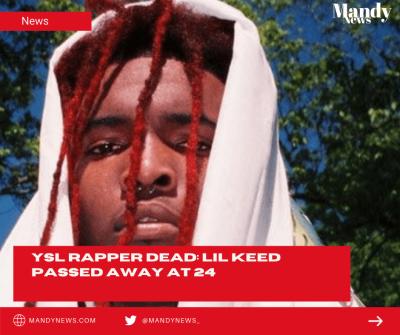 News
Mandy
NEWS
YSL RAPPER DEAD: LIL KEED
PASSED AWAY AT 24
MANDYNEWS.COM
@MANDYNEWS_